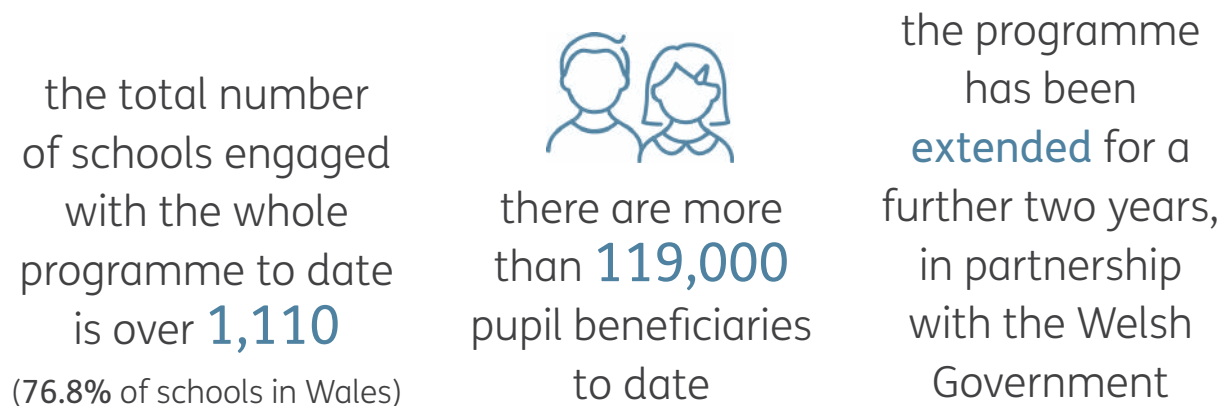 the total number
of schools engaged
with the whole
programme to date
is over 1,110
(76.8% of schools in Wales)
there are more
than 119,000
pupil beneficiaries
to date
the programme
has been
extended for a
further two years,
in partnership
with the Welsh
Government